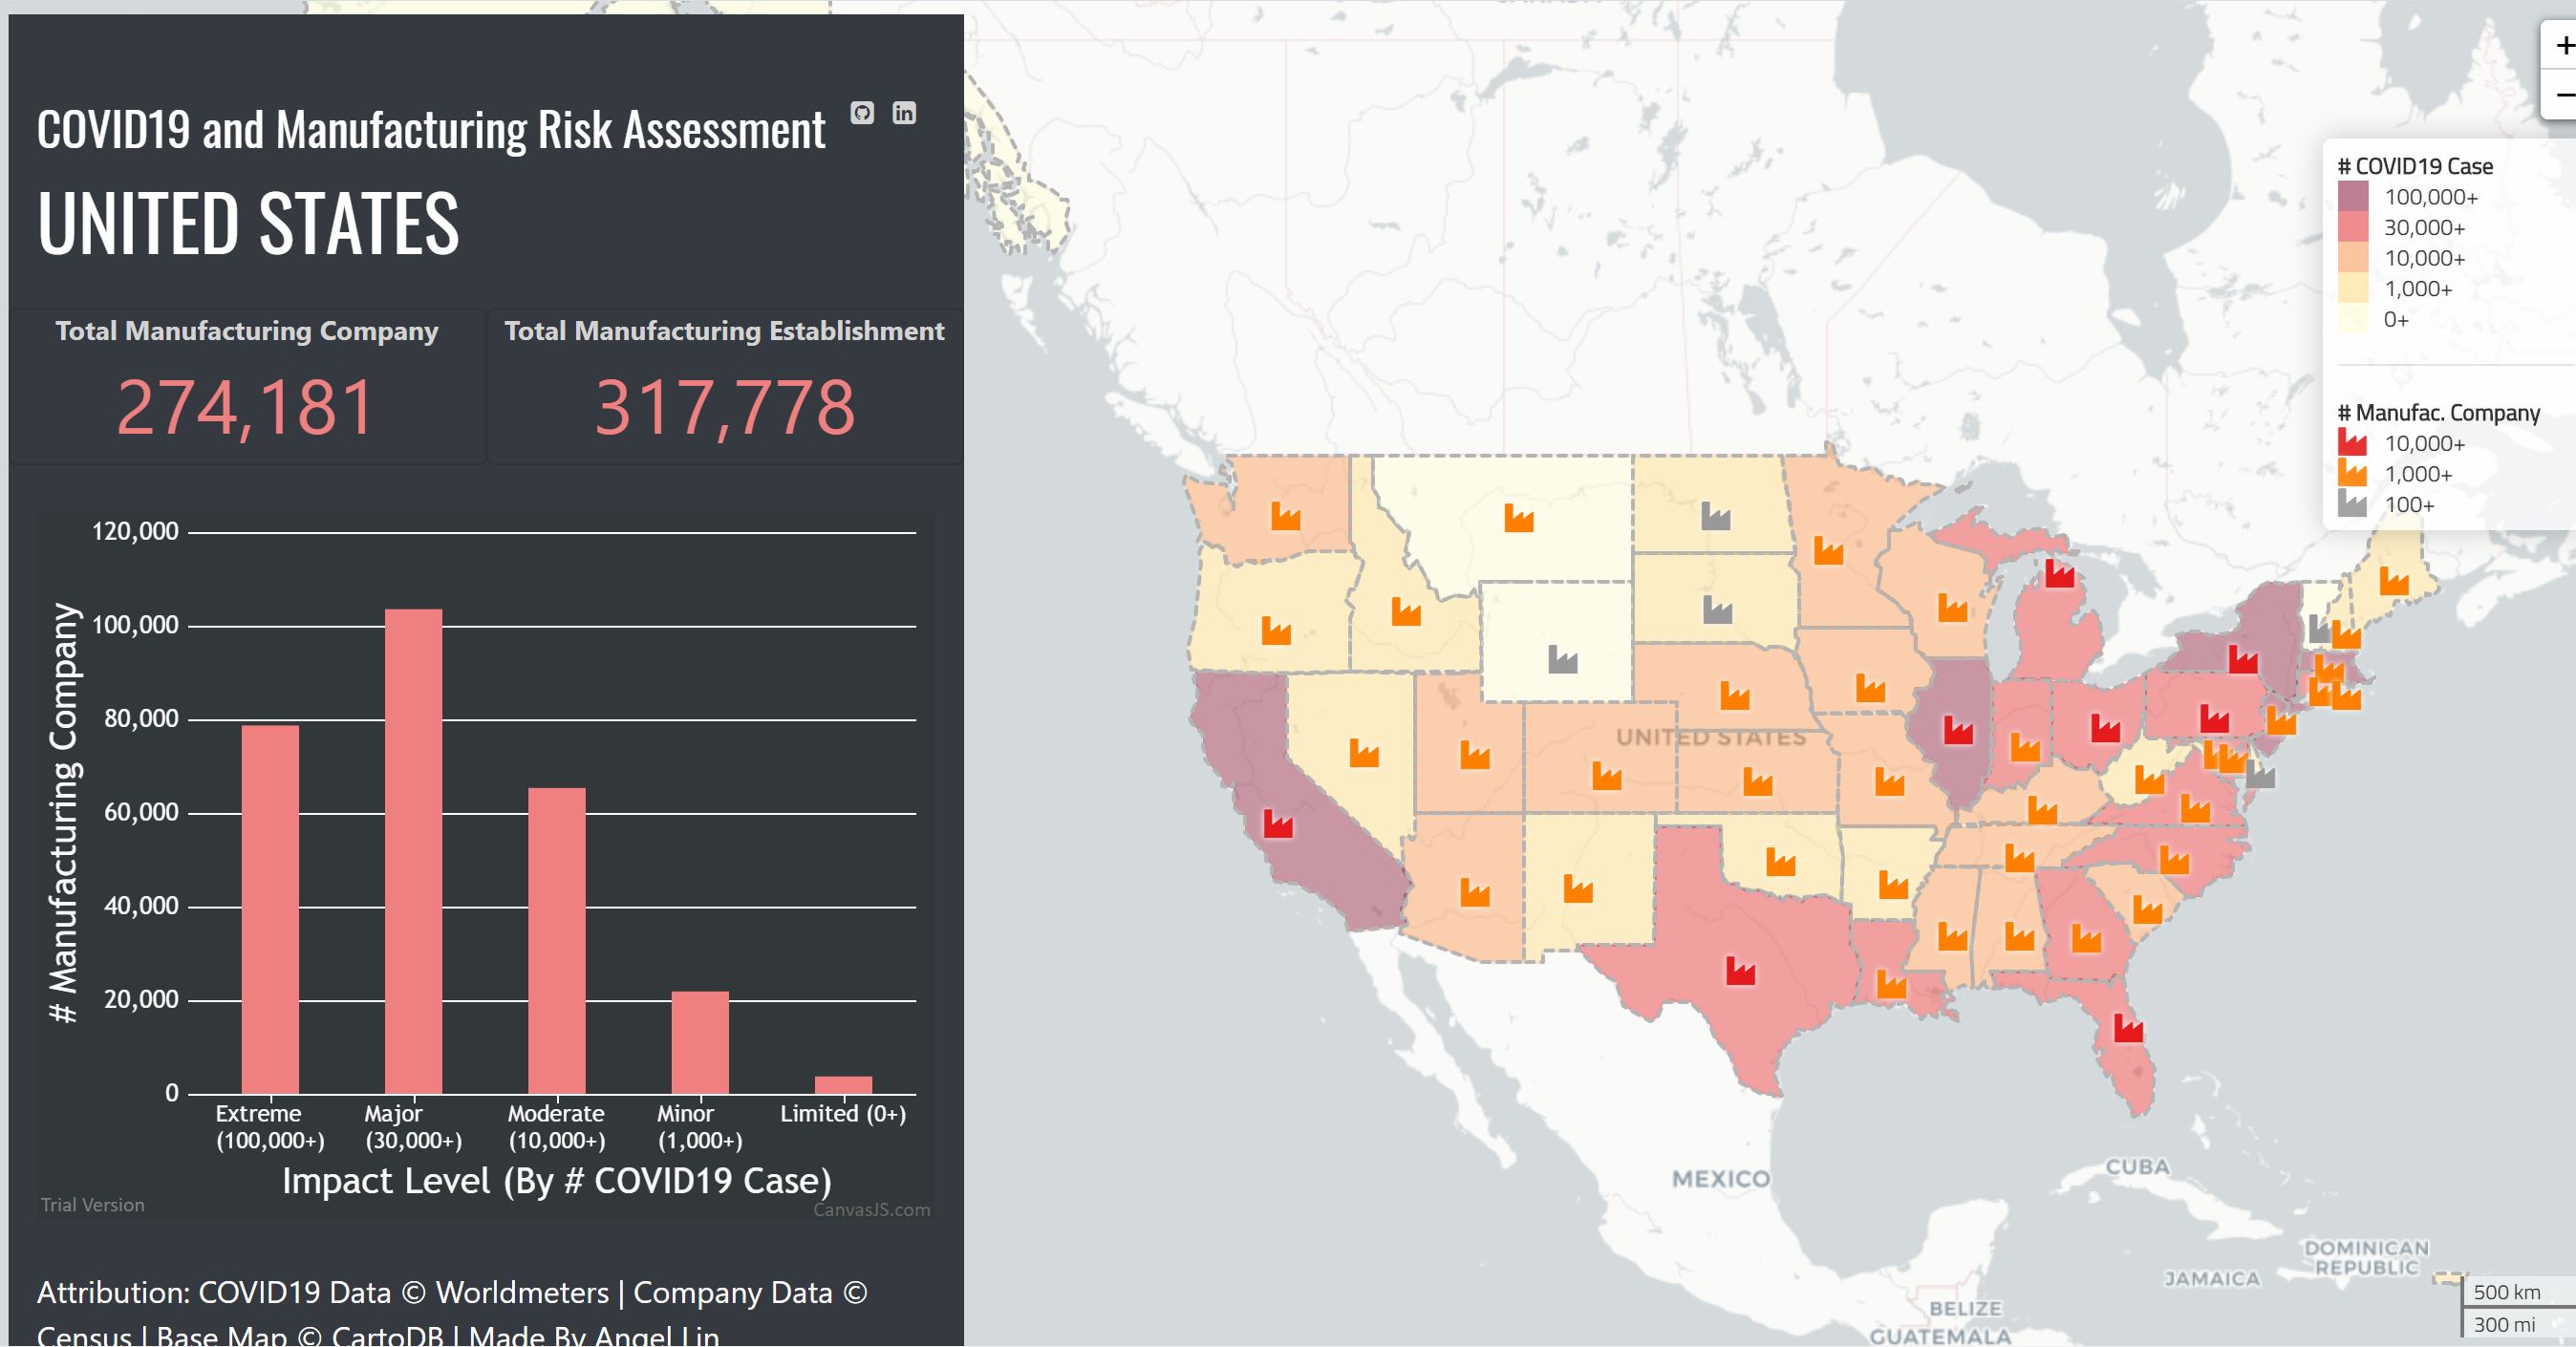 COVID19 and Manufacturing Risk Assessment
UNITED STATES
Total Manufacturing Company
274,181
Total Manufacturing Establishment
317,778
# Manufacturing Company
120,000
100,000
80,000
60,000
40,000
20,000
0
Extreme
(100,000+)
Major
(30,000+)
Moderate
(10,000+)
Minor
(1,000+)
Limited (0+)
Impact Level (By # COVID19 Case)
Trial Version
CanvasJS.com
Attribution: COVID19 Data © Worldmeters | Company Data ©
Census | Base Map © CartoDB | Made By Angel Lin
+
−
# COVID19 Case
100,000+
30,000+
10,000+
1,000+
0+
# Manufac. Company
10,000+
1,000+
100+
CANADA
UNITED STATES
MEXICO
CUBA
DOMINICAN
REPUBLIC
JAMAICA
BELIZE
GUATEMALA
500 km
300 mi